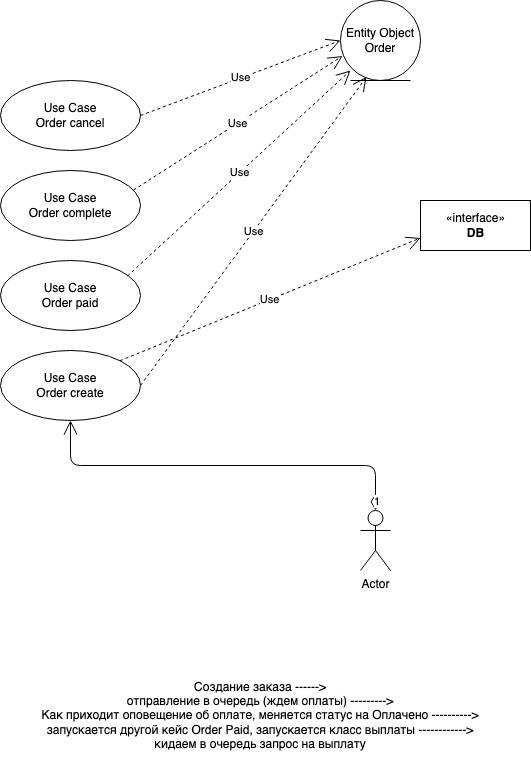 Entity Object
Order
Use
Use Case
Order cancel
Use
Use
Use Case
Order complete
«interface»
DB
Use
Use Case
Order paid
Use
Use Case
Order create
1
Actor
Создание заказа ------>
отправление в очередь (ждем оплаты) --------->
Как приходит оповещение об оплате, меняется статус на Оплачено ---------->
запускается другой кейс Order Paid, запускается класс выплаты ------------>
кидаем в очередь запрос на выплату